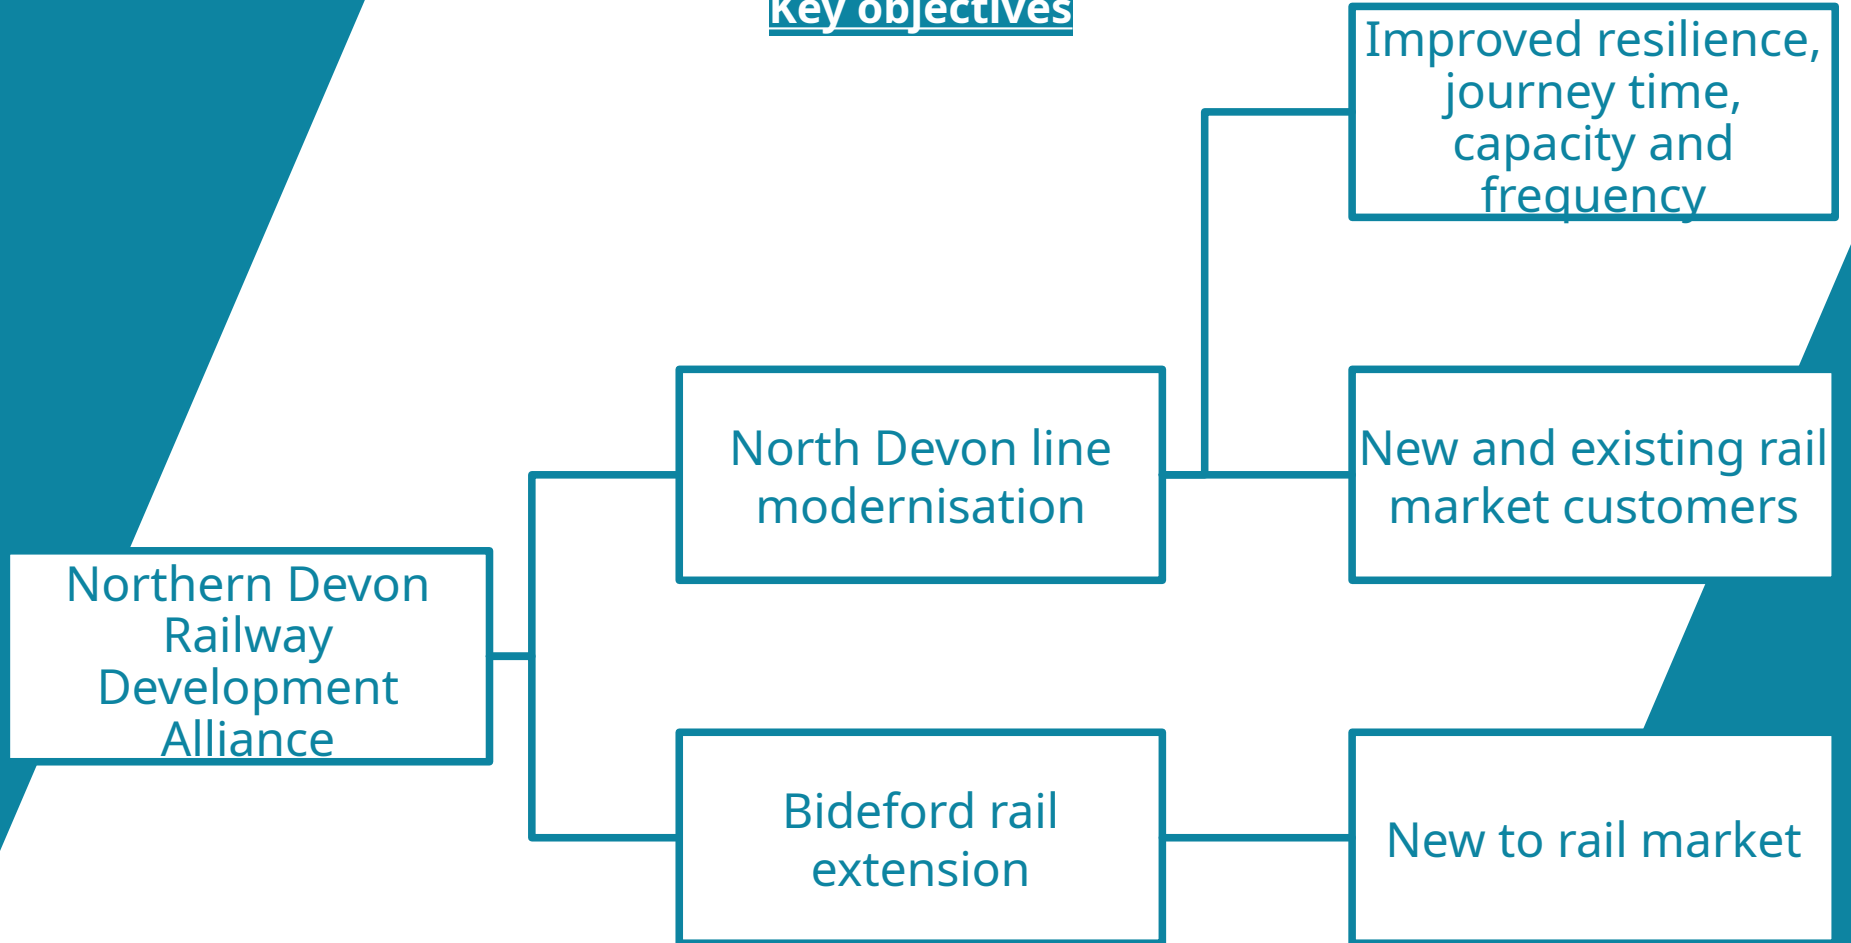 Key objectives
Improved resilience,
journey time,
capacity and
frequency
North Devon line
modernisation
New and existing rail
market customers
Northern Devon
Railway
Development
Alliance
Bideford rail
extension
New to rail market